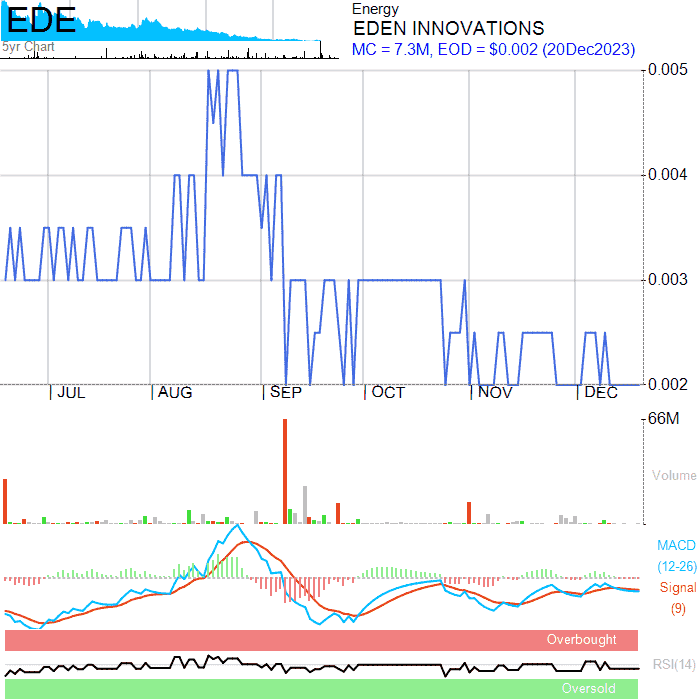 EDE
5yr Chart
Energy
EDEN INNOVATIONS
MC = 7.3M, EOD = $0.002 (20Dec2023)
0.005
0.004
0.003
0.002
JUL AUG SEP OCT NOV DEC
66M
Volume
MACD
(12-26)
Signal
(9)
Overbought
RSI(14)
Oversold